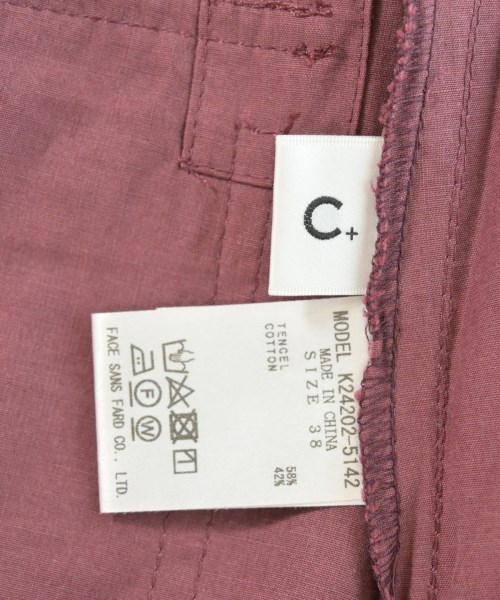 C+
MODEL K24202-5142
MADE IN CHINA
SIZE 38
TENCEL 58%
COTTON 42%
F W
FACE SANS FARD CO., LTD.